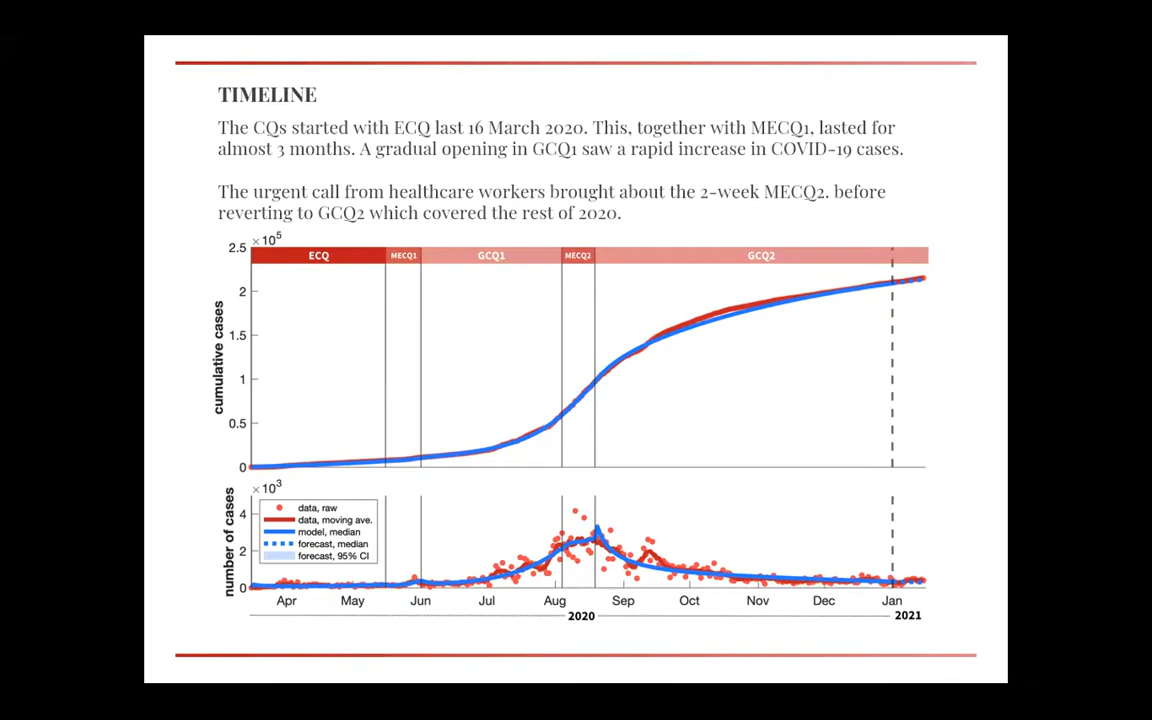 TIMELINE
The CQs started with ECQ last 16 March 2020. This, together with MECQ1, lasted for
almost 3 months. A gradual opening in GCQ1 saw a rapid increase in COVID-19 cases.
The urgent call from healthcare workers brought about the 2-week MECQ2. before
reverting to GCQ2 which covered the rest of 2020.
×10⁵
2.5
ECQ
MECQ1
GCQ1
MECQ2
GCQ2
2
1.5
1
0.5
0
cumulative cases
×10³
4
2
0
number of cases
data, raw
data, moving ave.
model, median
forecast, median
forecast, 95% CI
Apr May Jun Jul Aug Sep Oct Nov Dec Jan
2020 2021